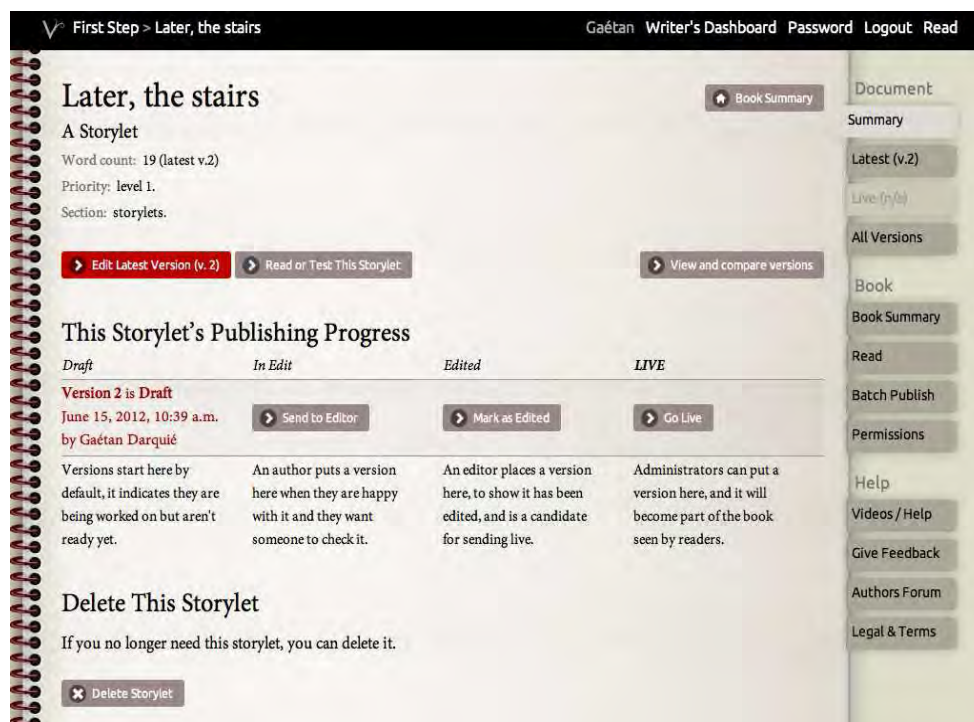 First Step > Later, the stairs
Gaétan Writer's Dashboard Password Logout Read
Later, the stairs
Book Summary
A Storylet
Word count: 19 (latest v.2)
Priority: level 1.
Section: storylets.
Edit Latest Version (v. 2)
Read or Test This Storylet
View and compare versions
This Storylet's Publishing Progress
Draft
In Edit
Edited
LIVE
Version 2 is Draft
June 15, 2012, 10:39 a.m.
by Gaétan Darquié
Send to Editor
Mark as Edited
Go Live
Versions start here by
default, it indicates they are
being worked on but aren't
ready yet.
An author puts a version
here when they are happy
with it and they want
someone to check it.
An editor places a version
here, to show it has been
edited, and is a candidate
for sending live.
Administrators can put a
version here, and it will
become part of the book
seen by readers.
Delete This Storylet
If you no longer need this storylet, you can delete it.
Delete Storylet
Document
Summary
Latest (v.2)
Live (n/a)
All Versions
Book
Book Summary
Read
Batch Publish
Permissions
Help
Videos / Help
Give Feedback
Authors Forum
Legal & Terms